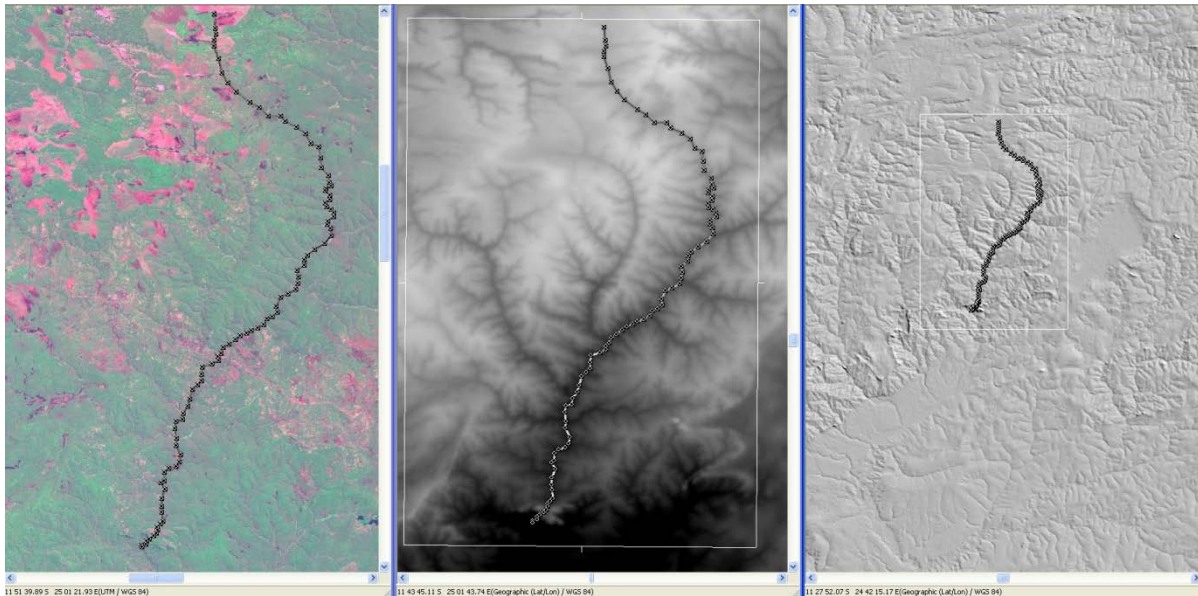 11 51 39.89 S 25 01 21.93 E(UTM / WGS 84)
11 43 45.11 S 25 01 43.74 E(Geographic (Lat/Lon) / WGS 84)
11 27 52.07 S 24 42 15.17 E(Geographic (Lat/Lon) / WGS 84)